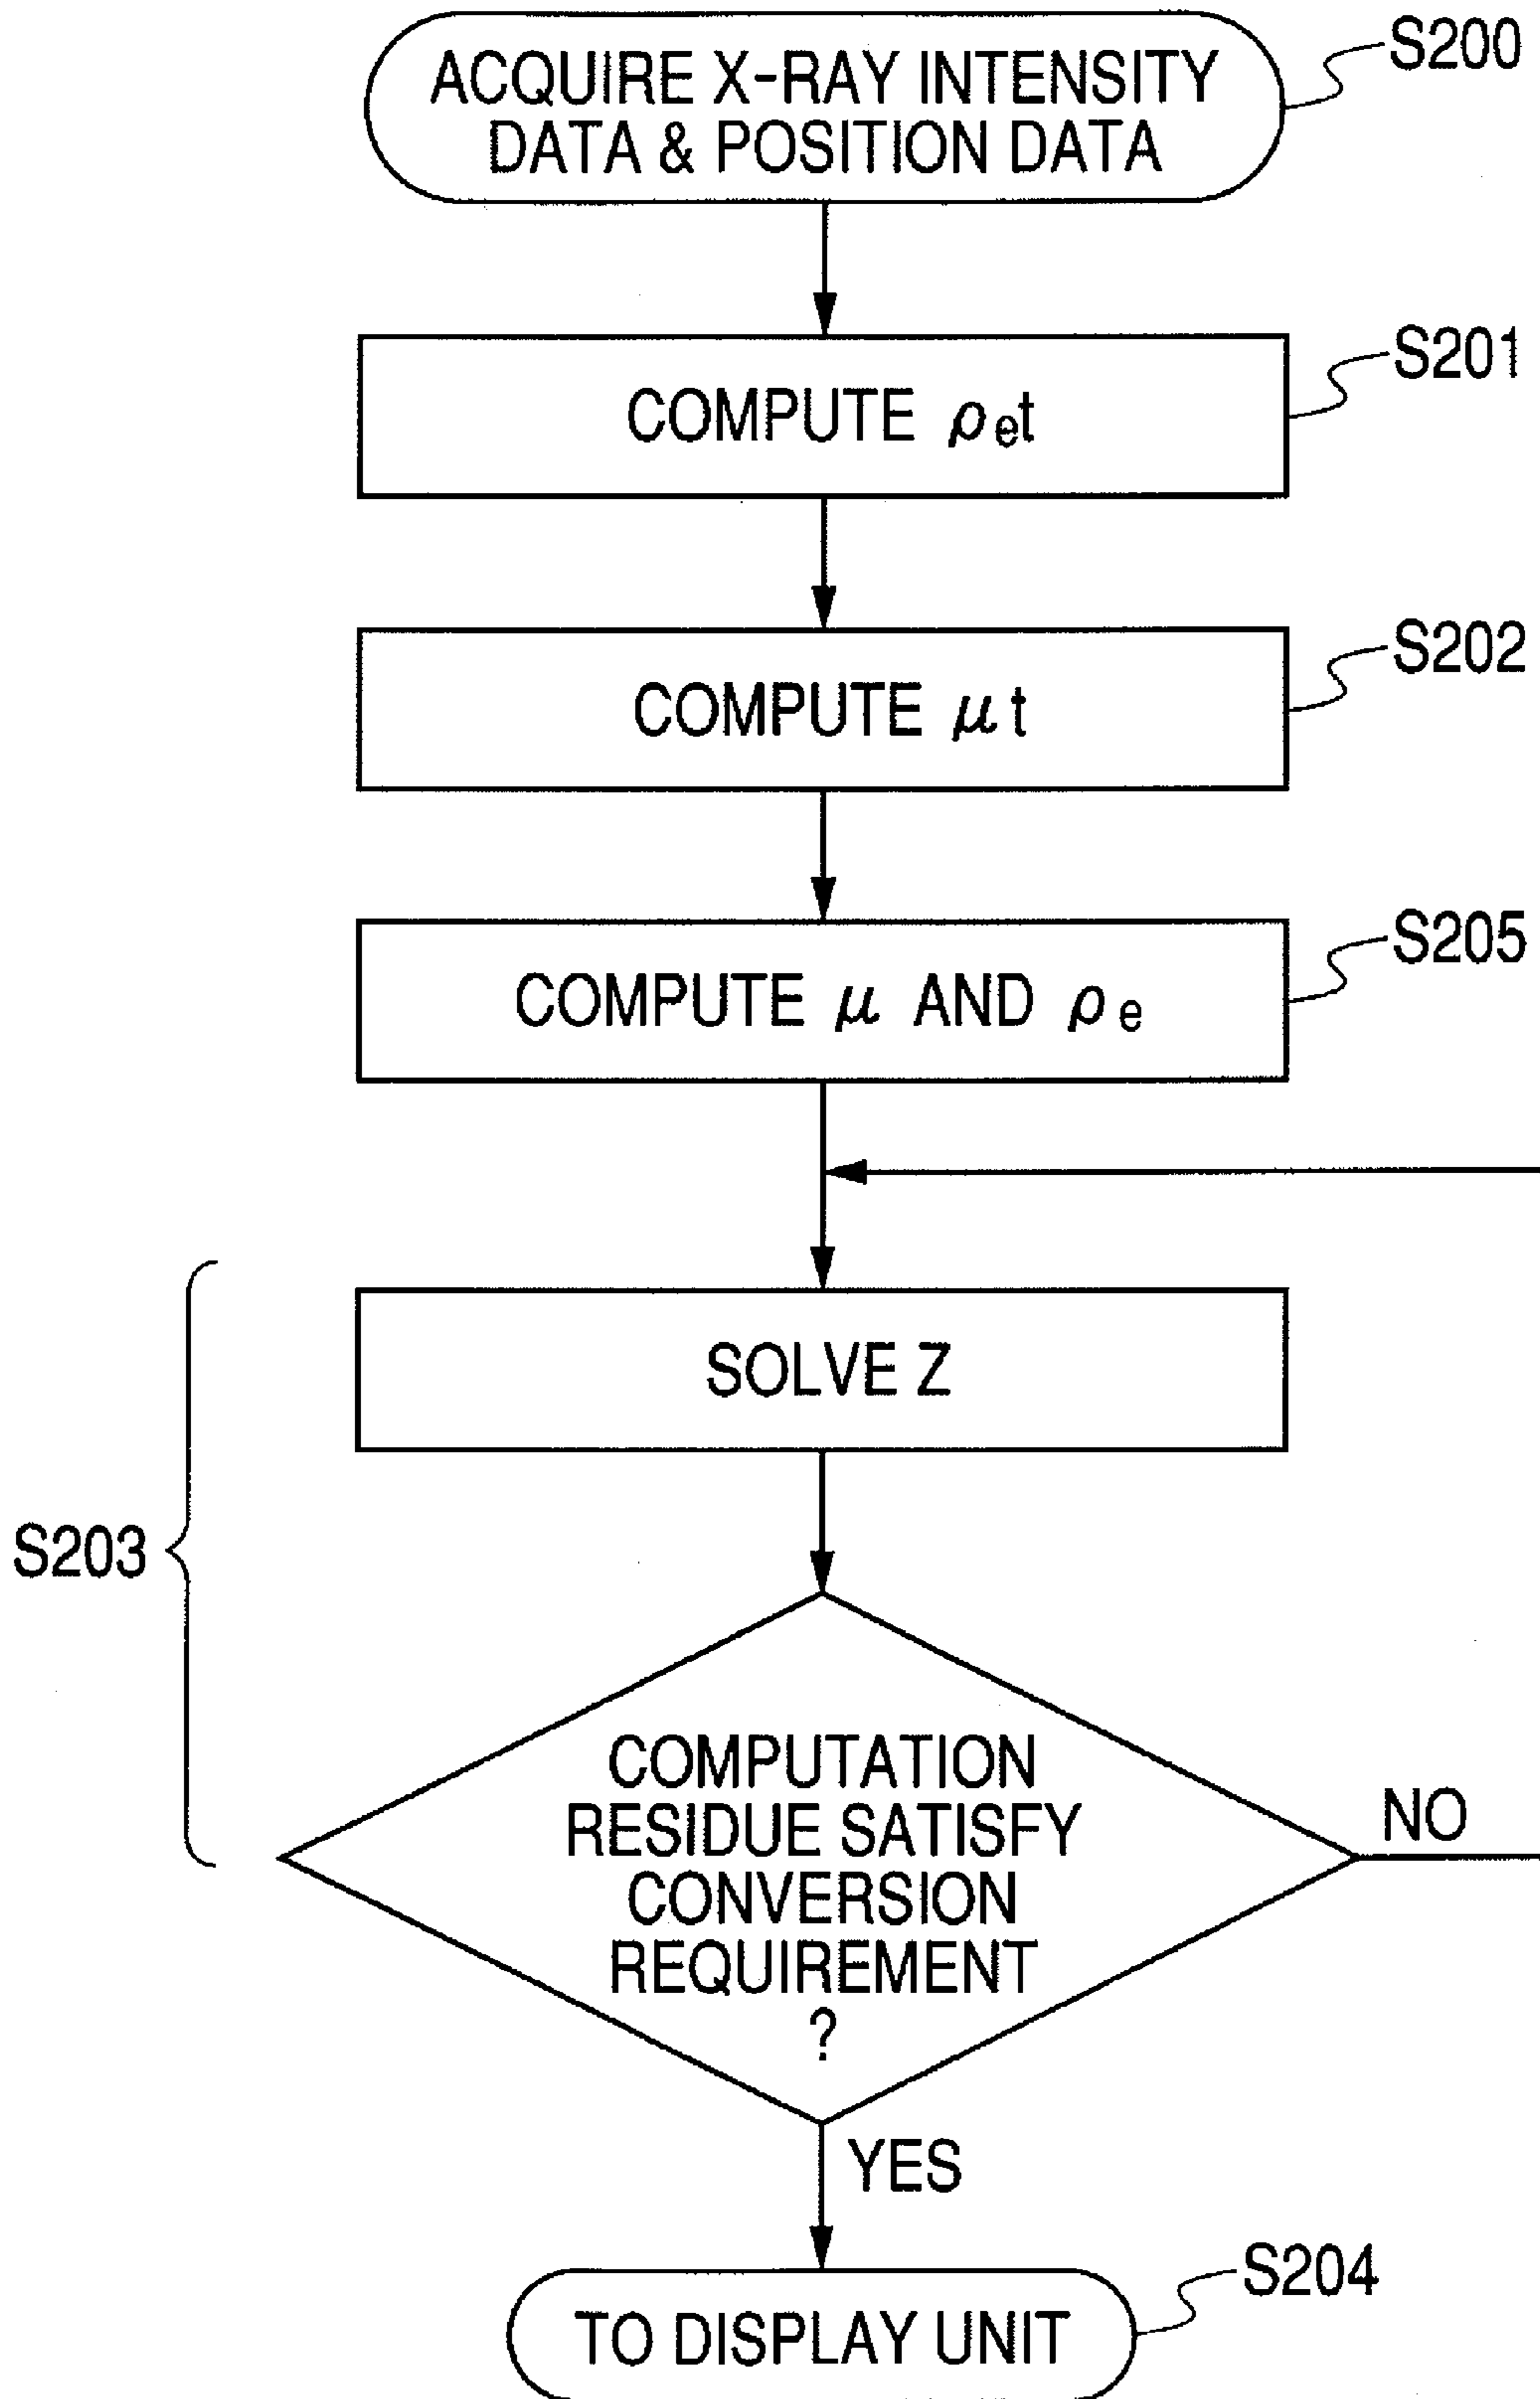 ACQUIRE X-RAY INTENSITY
DATA & POSITION DATA
S200
COMPUTE ρet
S201
COMPUTE μt
S202
COMPUTE μ AND ρe
S205
SOLVE Z
S203
COMPUTATION
RESIDUE SATISFY
CONVERSION
REQUIREMENT
?
NO
YES
TO DISPLAY UNIT
S204